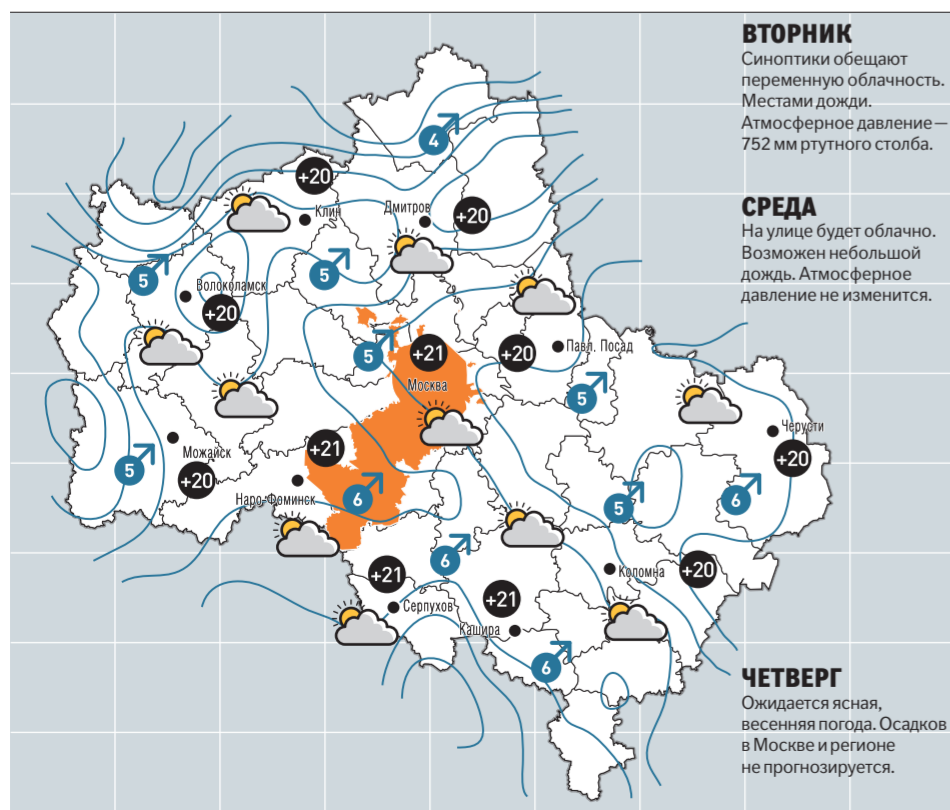 ВТОРНИК
Синоптики обещают
переменную облачность.
Местами дожди.
Атмосферное давление —
752 мм ртутного столба.
СРЕДА
На улице будет облачно.
Возможен небольшой
дождь. Атмосферное
давление не изменится.
ЧЕТВЕРГ
Ожидается ясная,
весенняя погода. Осадков
в Москве и регионе
не прогнозируется.
4
+20
Клин
Дмитров
+20
5
Волоколамск
+20
5
5
+21
Москва
+20
Павл. Посад
5
Черусти
+20
5
Можайск
+20
+21
Наро-Фоминск
6
5
6
6
+21
Серпухов
+21
Кашира
Коломна
+20
6